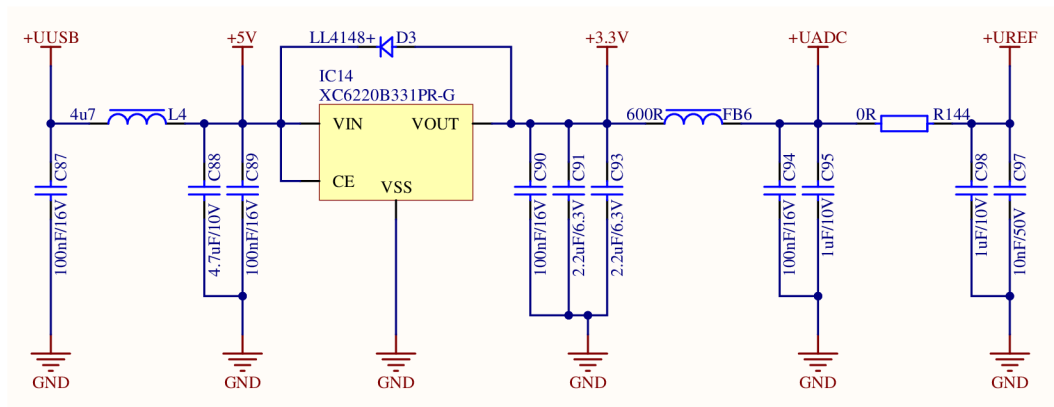 +UUSB
+5V
LL4148+ D3
+3.3V
+UADC
+UREF
IC14
XC6220B331PR-G
4u7 L4
VIN VOUT
600R FB6
0R R144
CE
VSS
C87
100nF/16V
C88
4.7uF/10V
C89
100nF/16V
C90
100nF/16V
C91
2.2uF/6.3V
C93
2.2uF/6.3V
C94
100nF/16V
C95
1uF/10V
C98
1uF/10V
C97
10nF/50V
GND
GND
GND
GND
GND
GND